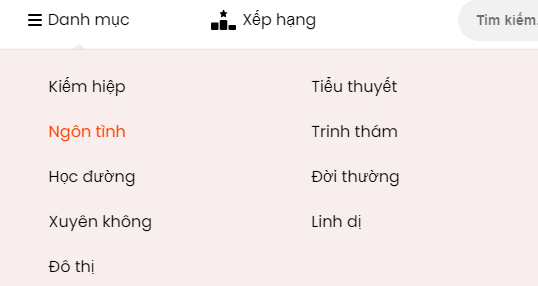 Danh mục
Xếp hạng
Tìm kiếm.
Kiếm hiệp
Tiểu thuyết
Ngôn tình
Trinh thám
Học đường
Đời thường
Xuyên không
Linh dị
Đô thị